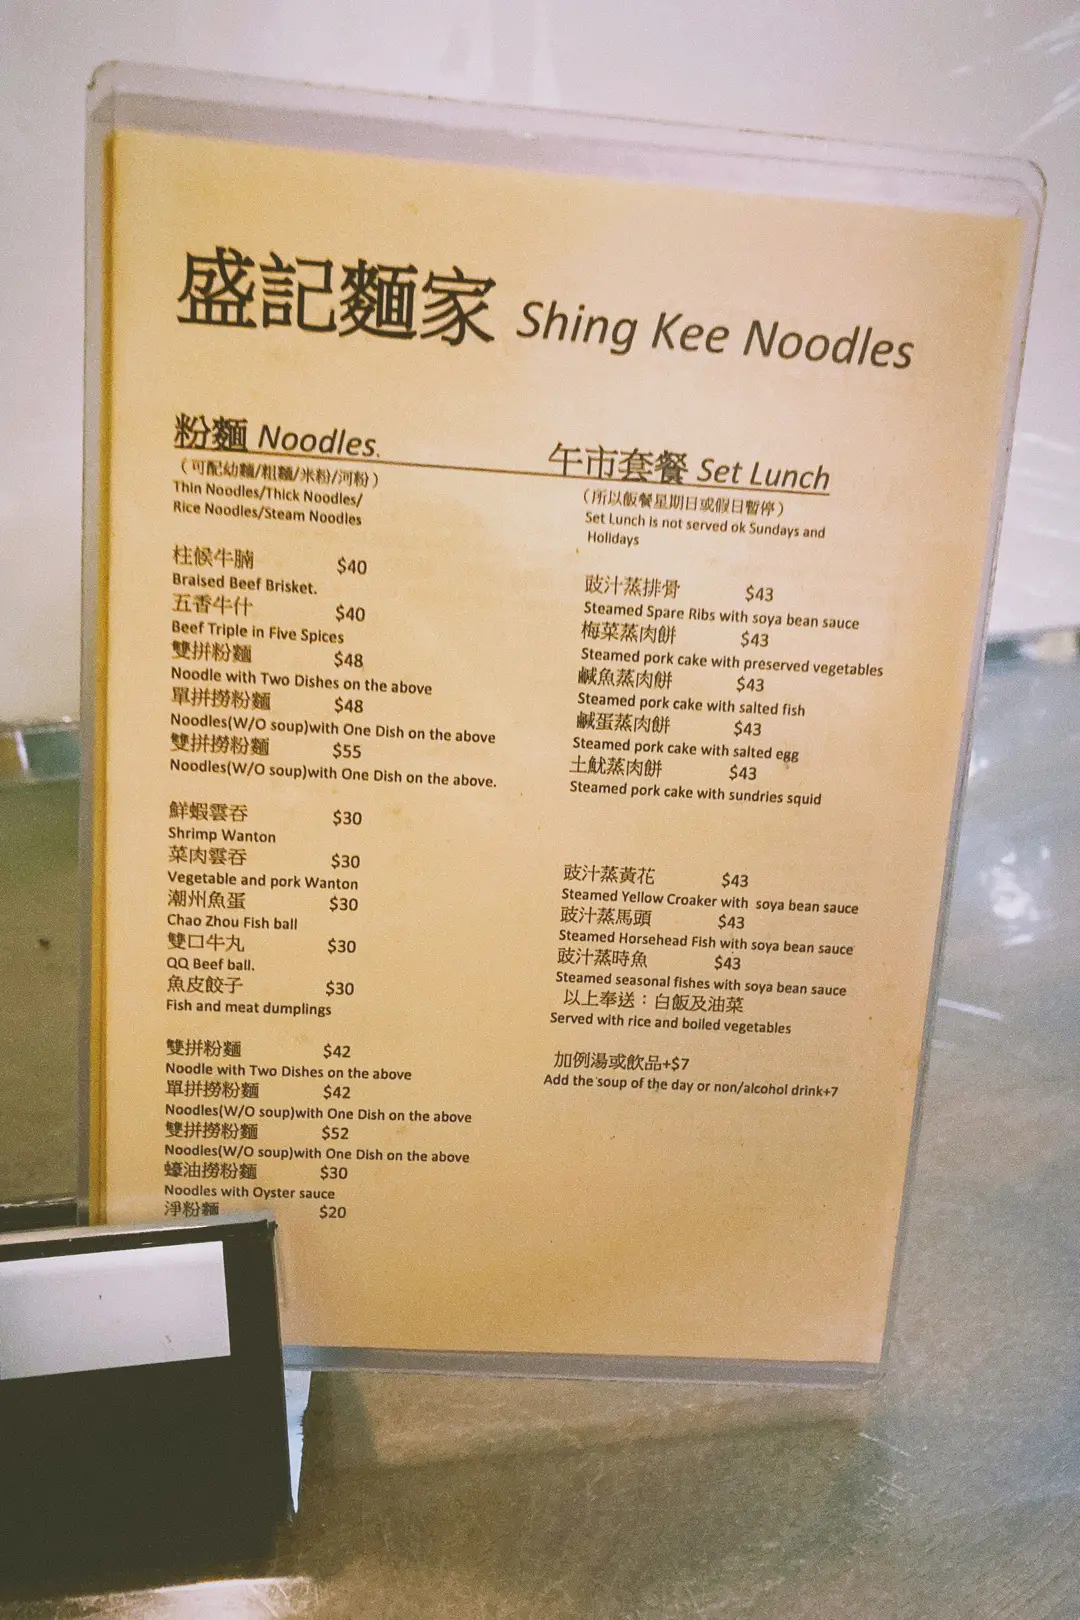 盛記麵家 Shing Kee Noodles
粉麵 Noodles.
（可配幼麵/粗麵/米粉/河粉）
Thin Noodles/Thick Noodles/
Rice Noodles/Steam Noodles
柱候牛腩 $40
Braised Beef Brisket.
五香牛什 $40
Beef Triple in Five Spices
雙拼粉麵 $48
Noodle with Two Dishes on the above
單拼撈粉麵 $48
Noodles(W/O soup)with One Dish on the above
雙拼撈粉麵 $55
Noodles(W/O soup)with One Dish on the above.
鮮蝦雲吞 $30
Shrimp Wanton
菜肉雲吞 $30
Vegetable and pork Wanton
潮州魚蛋 $30
Chao Zhou Fish ball
雙口牛丸 $30
QQ Beef ball.
魚皮餃子 $30
Fish and meat dumplings
雙拼粉麵 $42
Noodle with Two Dishes on the above
單拼撈粉麵 $42
Noodles(W/O soup)with One Dish on the above
雙拼撈粉麵 $52
Noodles(W/O soup)with One Dish on the above
蠔油撈粉麵 $30
Noodles with Oyster sauce
淨粉麵 $20
午市套餐 Set Lunch
（所以飯餐星期日或假日暫停）
Set Lunch is not served ok Sundays and
Holidays
豉汁蒸排骨 $43
Steamed Spare Ribs with soya bean sauce
梅菜蒸肉餅 $43
Steamed pork cake with preserved vegetables
鹹魚蒸肉餅 $43
Steamed pork cake with salted fish
鹹蛋蒸肉餅 $43
Steamed pork cake with salted egg
土魷蒸肉餅 $43
Steamed pork cake with sundries squid
豉汁蒸黃花 $43
Steamed Yellow Croaker with soya bean sauce
豉汁蒸馬頭 $43
Steamed Horsehead Fish with soya bean sauce
豉汁蒸時魚 $43
Steamed seasonal fishes with soya bean sauce
以上奉送：白飯及油菜
Served with rice and boiled vegetables
加例湯或飲品+$7
Add the soup of the day or non/alcohol drink+7